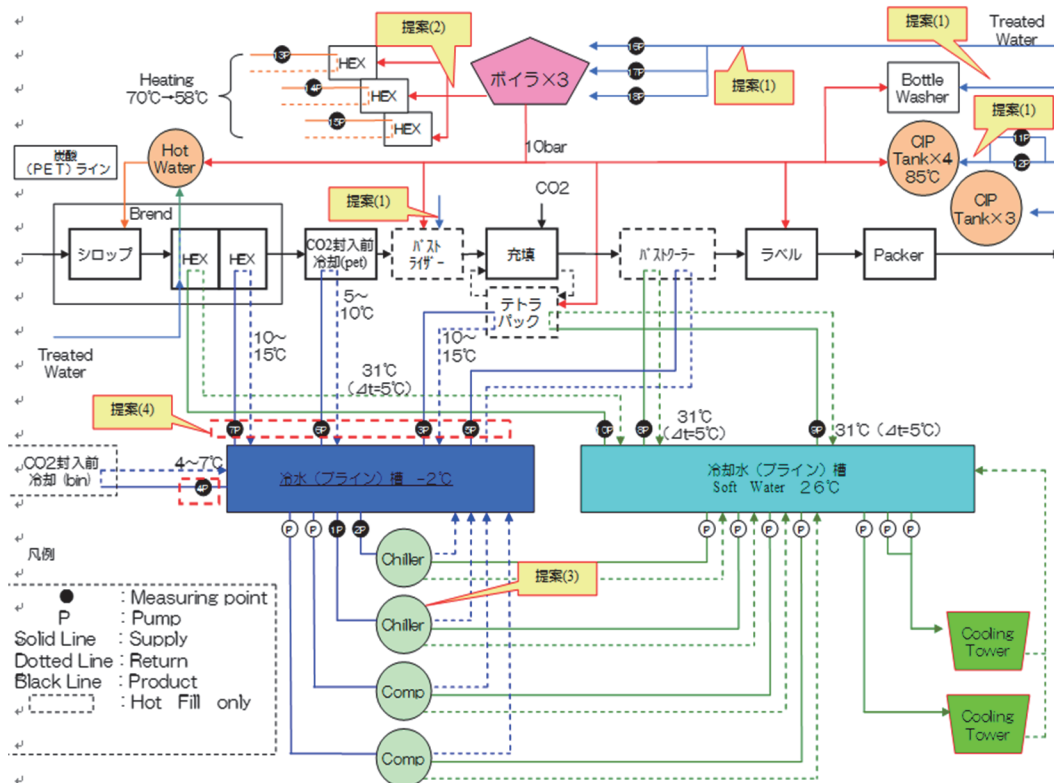 提案(2)
提案(1)
Treated
Water
13P
HEX
16P
ボイラ×3
17P
提案(1)
Heating
70℃→58℃
14P
HEX
18P
Bottle
Washer
15P
HEX
提案(1)
11P
炭酸
(PET)ライン
Hot
Water
10bar
CIP
Tank×4
85℃
12P
CO2
提案(1)
CIP
Tank×3
Brend
シロップ
HEX
HEX
CO2封入前
冷却(pet)
パスト
ライザー
充填
パストクーラー
ラベル
Packer
テトラ
パック
5~
10℃
10~
15℃
10~
15℃
Treated
Water
31℃
(Δt=5℃)
提案(4)
7P
6P
3P
5P
10P
8P
31℃
(Δt=5℃)
9P
31℃(Δt=5℃)
CO2封入前
冷却(bin)
4~7℃
4P
冷水(ブライン)槽 -2℃
冷却水(ブライン)槽
Soft Water 26℃
P
P
1P
2P
P
P
P
P
P
P
P
凡例
Chiller
提案(3)
● : Measuring point
P : Pump
Solid Line : Supply
Dotted Line : Return
Black Line : Product
: Hot Fill only
Chiller
Cooling
Tower
Comp
Cooling
Tower
Comp